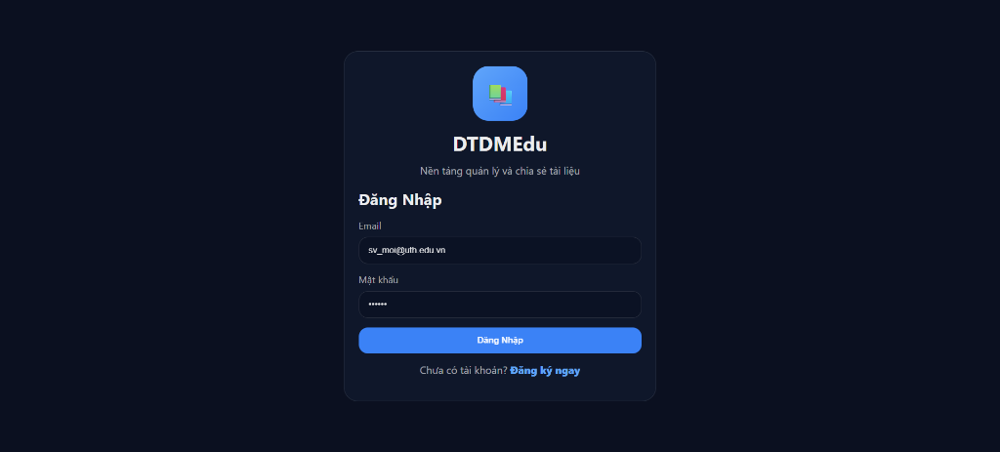 DTDMEdu
Nền tảng quản lý và chia sẻ tài liệu
Đăng Nhập
Email
sv_moi@uth.edu.vn
Mật khẩu
••••••
Đăng Nhập
Chưa có tài khoản? Đăng ký ngay